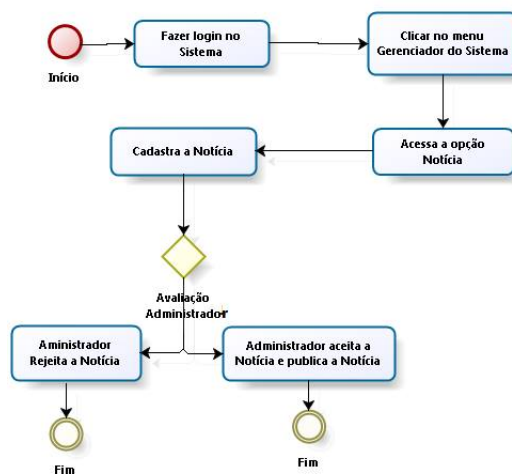 Fazer login no
Sistema
Clicar no menu
Gerenciador do Sistema
Início
Cadastra a Notícia
Acessa a opção
Notícia
Avaliação
Administrador
Aministrador
Rejeita a Notícia
Administrador aceita a
Notícia e publica a Notícia
Fim
Fim